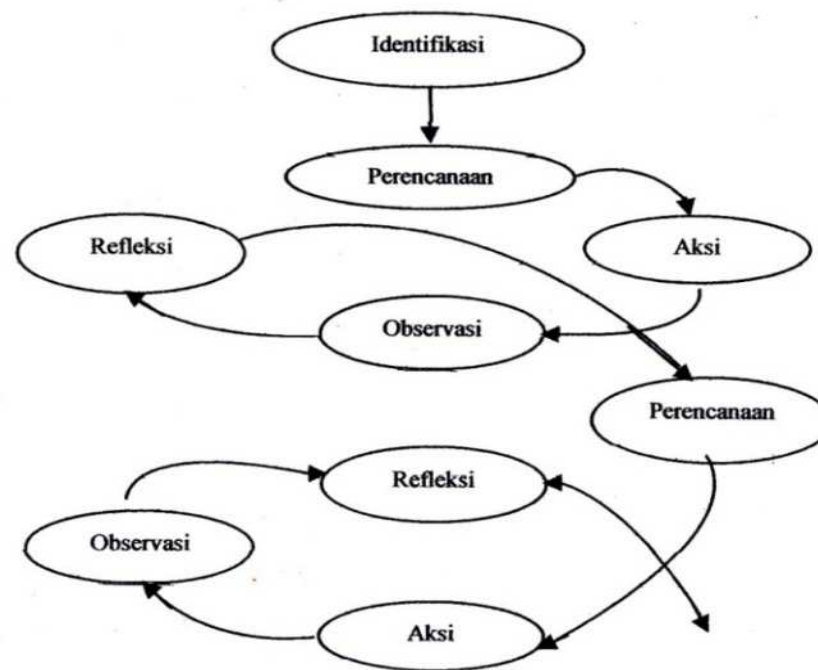 Identifikasi
Perencanaan
Refleksi
Aksi
Observasi
Perencanaan
Refleksi
Observasi
Aksi